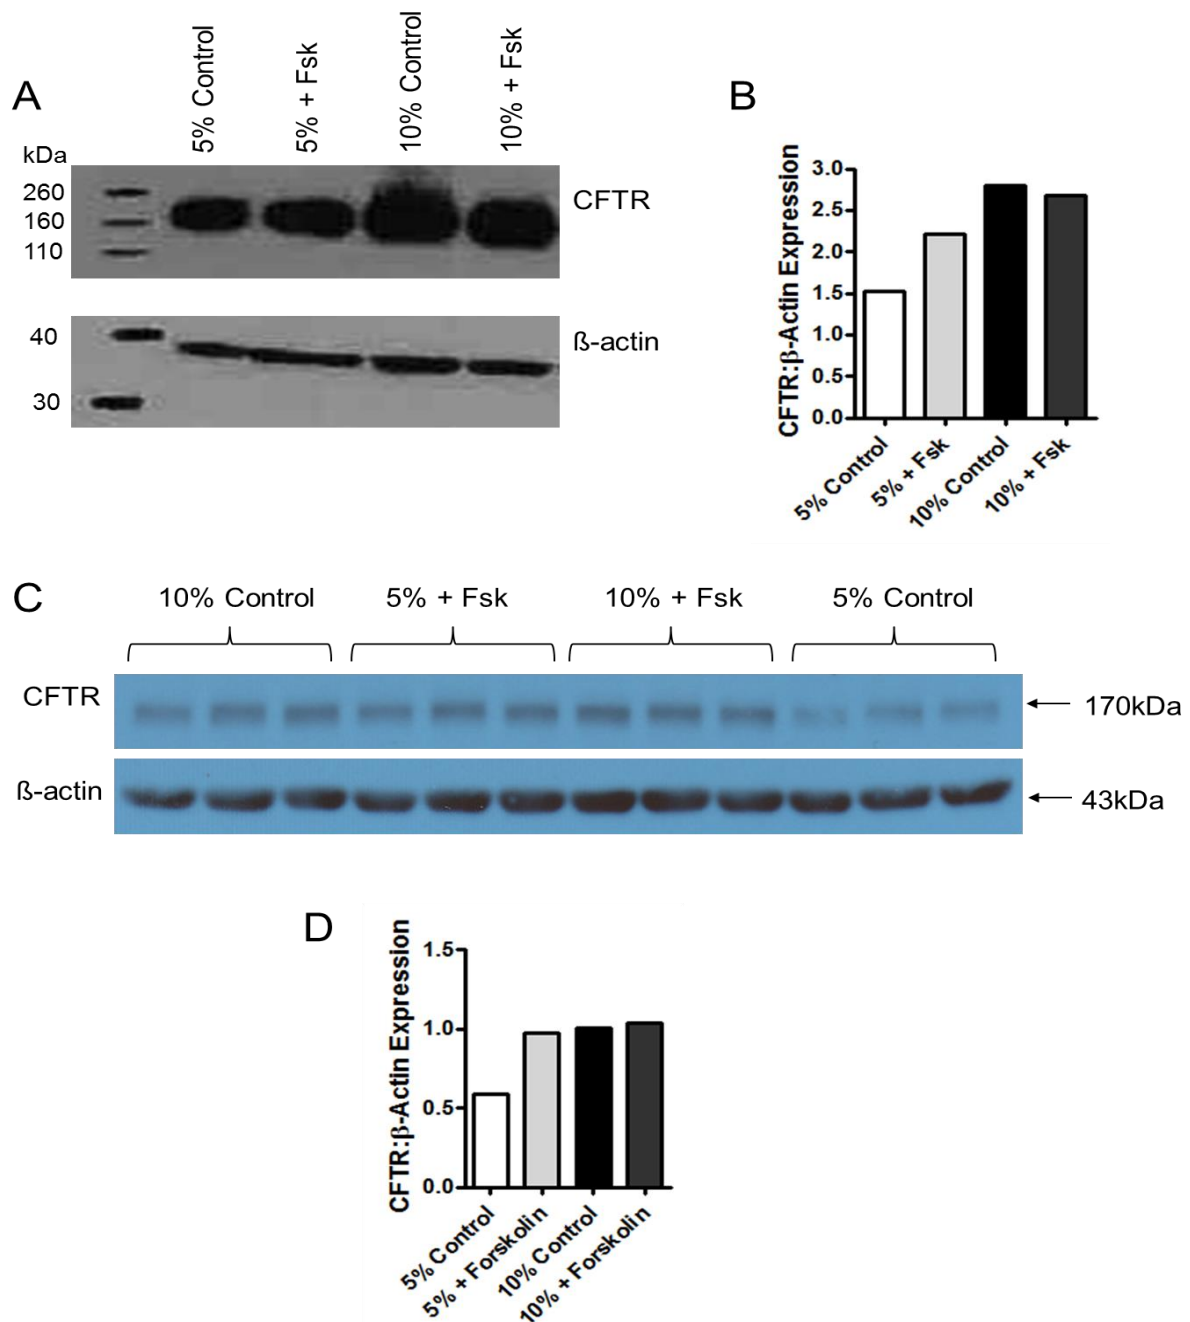 A
5% Control
5% + Fsk
10% Control
10% + Fsk
kDa
260
160
110
CFTR
40
30
ß-actin
B
CFTR:β-Actin Expression
3.0
2.5
2.0
1.5
1.0
0.5
0.0
5% Control
5% + Fsk
10% Control
10% + Fsk
C
10% Control
5% + Fsk
10% + Fsk
5% Control
CFTR
170kDa
ß-actin
43kDa
D
CFTR:β-Actin Expression
1.5
1.0
0.5
0.0
5% Control
5% + Forskolin
10% Control
10% + Forskolin